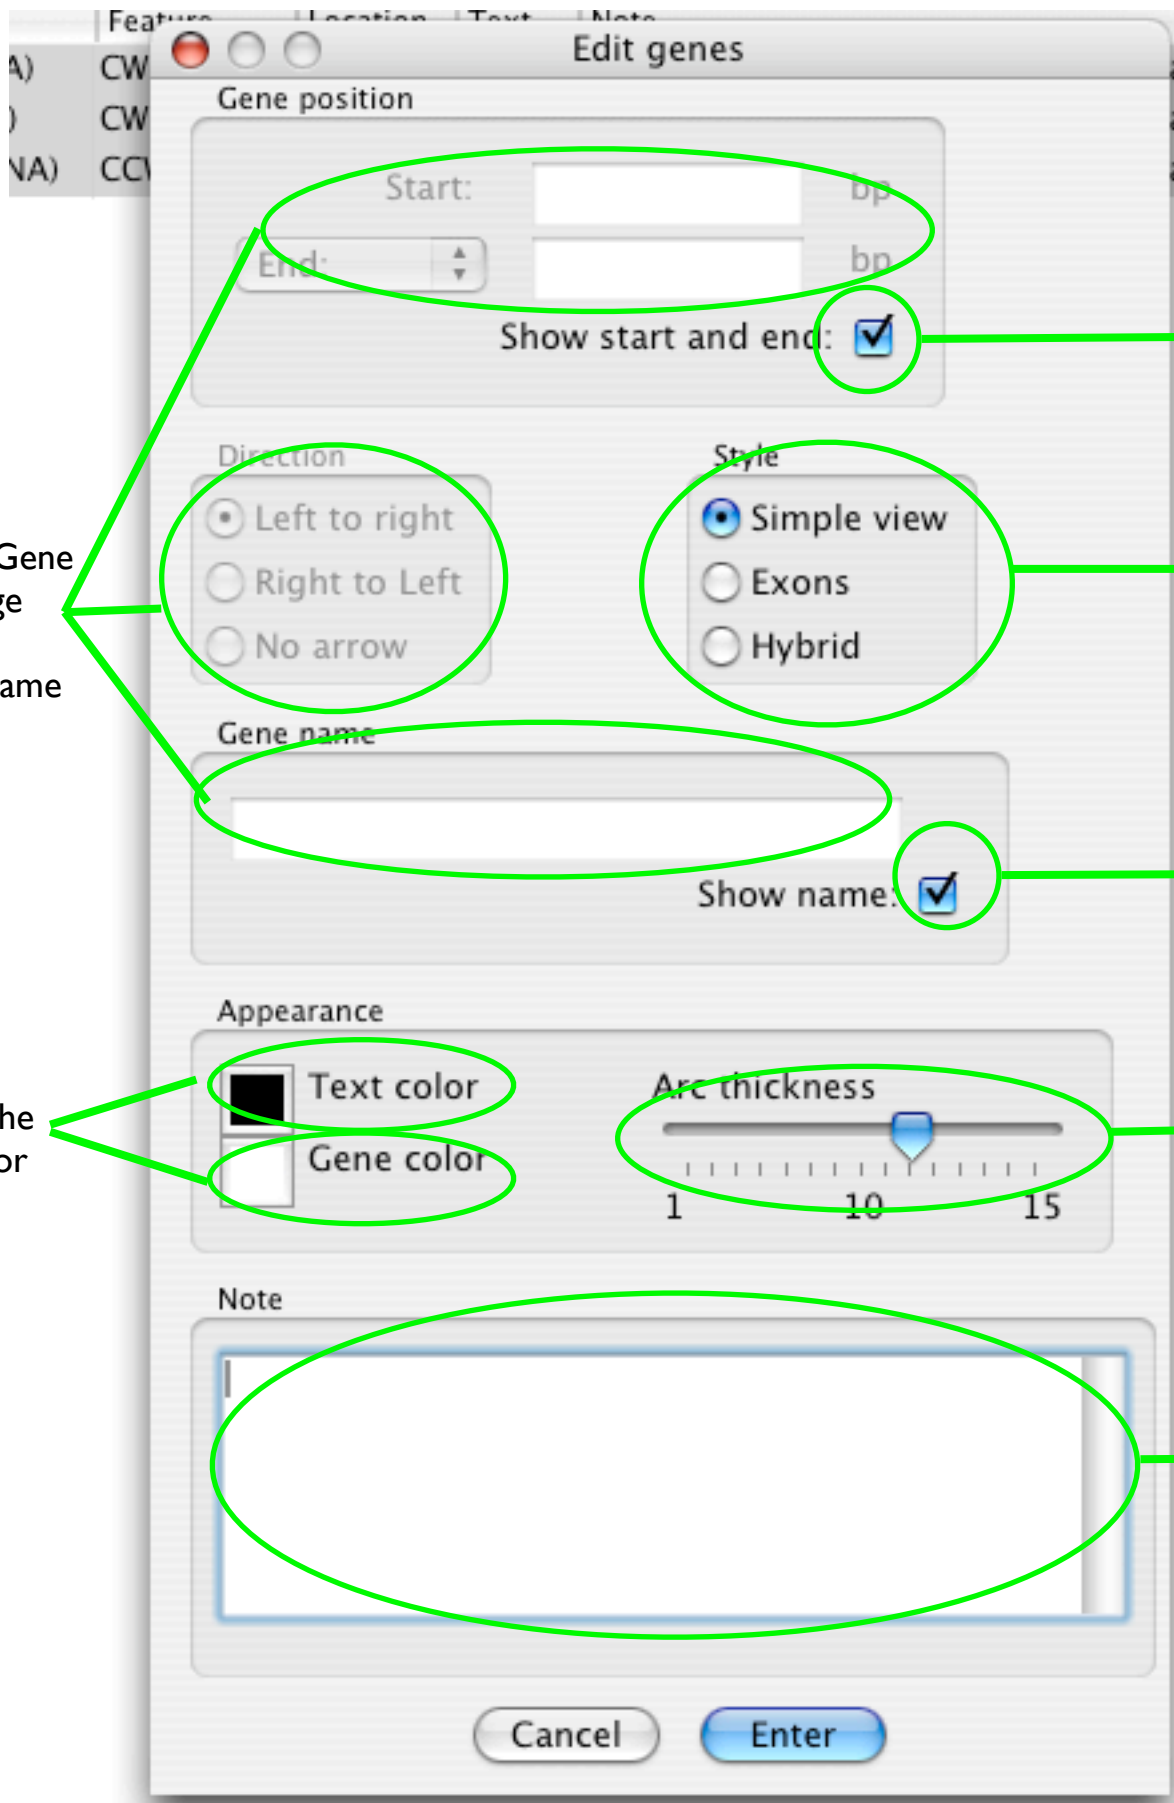 Feature Location Text Note
Edit genes
A) CW
Gene position
) CW
NA) CCW
Start: bp
End: bp
Show start and end:
Direction Style
Left to right Simple view
Gene
Right to Left Exons
ge
No arrow Hybrid
ame
Gene name
Show name:
Appearance
Text color Arc thickness
he
Gene color
or
1 10 15
Note
Cancel Enter